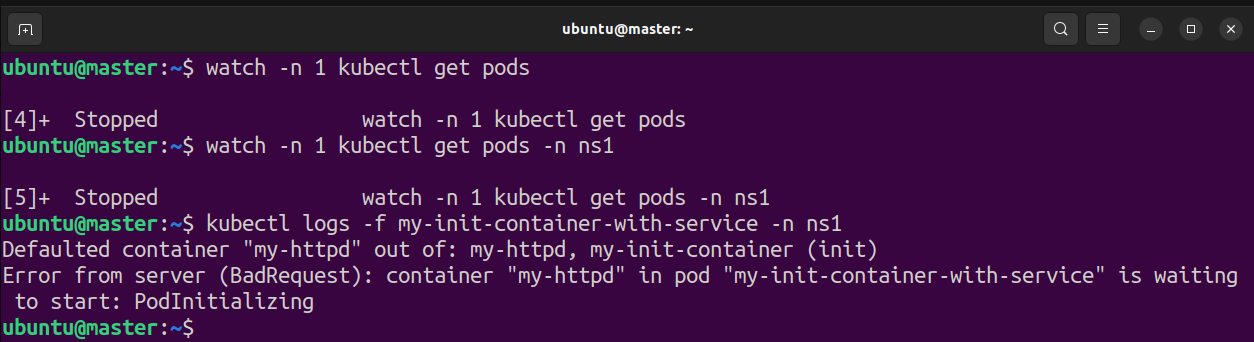 ubuntu@master: ~
ubuntu@master:~$ watch -n 1 kubectl get pods
[4]+  Stopped                 watch -n 1 kubectl get pods
ubuntu@master:~$ watch -n 1 kubectl get pods -n ns1
[5]+  Stopped                 watch -n 1 kubectl get pods -n ns1
ubuntu@master:~$ kubectl logs -f my-init-container-with-service -n ns1
Defaulted container "my-httpd" out of: my-httpd, my-init-container (init)
Error from server (BadRequest): container "my-httpd" in pod "my-init-container-with-service" is waiting
 to start: PodInitializing
ubuntu@master:~$